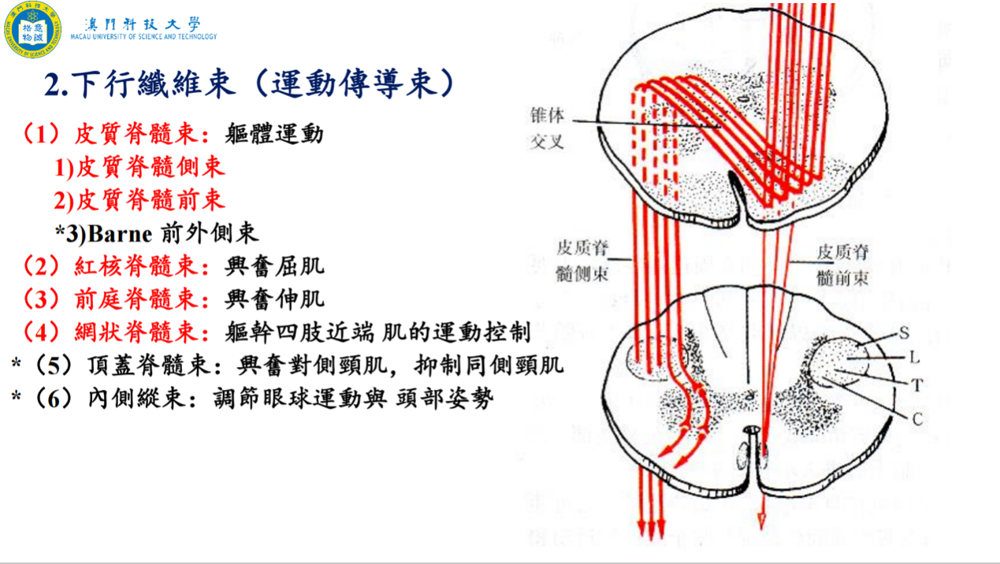 澳門科技大學
MACAU UNIVERSITY OF SCIENCE AND TECHNOLOGY
2.下行纖維束（運動傳導束）
（1）皮質脊髓束：軀體運動
1)皮質脊髓側束
2)皮質脊髓前束
*3)Barne 前外側束
（2）紅核脊髓束：興奮屈肌
（3）前庭脊髓束：興奮伸肌
（4）網狀脊髓束：軀幹四肢近端 肌的運動控制
*（5）頂蓋脊髓束：興奮對側頸肌，抑制同側頸肌
*（6）內側縱束：調節眼球運動與 頭部姿勢
锥体
交叉
皮质脊
髓侧束
皮质脊
髓前束
S
L
T
C